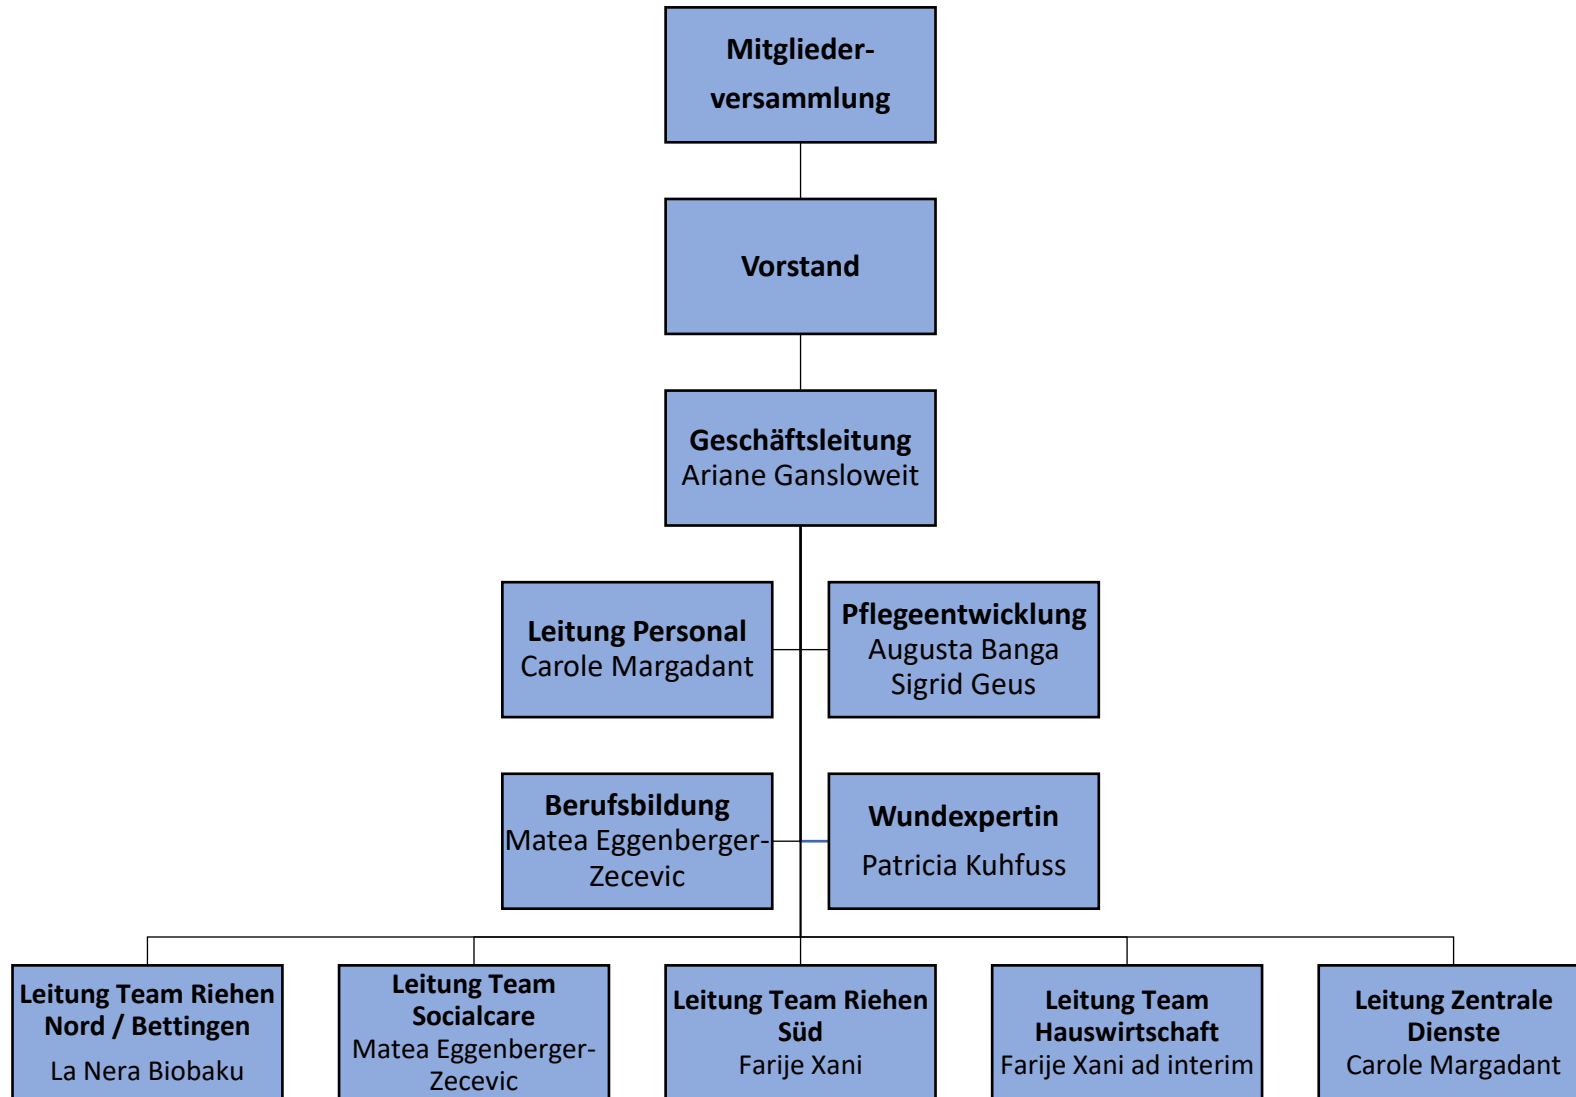 Mitglieder-
versammlung
Vorstand
Geschäftsleitung
Ariane Gansloweit
Leitung Personal
Carole Margadant
Pflegeentwicklung
Augusta Banga
Sigrid Geus
Berufsbildung
Matea Eggenberger-
Zecevic
Wundexpertin
Patricia Kuhfuss
Leitung Team Riehen
Nord / Bettingen
La Nera Biobaku
Leitung Team
Socialcare
Matea Eggenberger-
Zecevic
Leitung Team Riehen
Süd
Farije Xani
Leitung Team
Hauswirtschaft
Farije Xani ad interim
Leitung Zentrale
Dienste
Carole Margadant